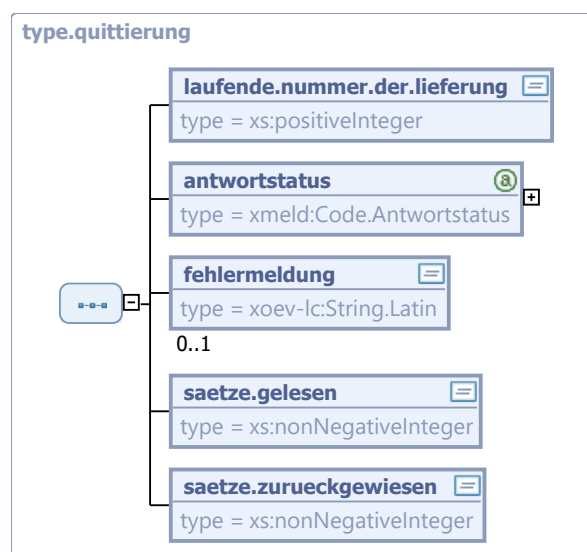 type.quittierung
laufende.nummer.der.lieferung
type = xs:positiveInteger
antwortstatus
type = xmeld:Code.Antwortstatus
fehlermeldung
type = xoev-lc:String.Latin
0..1
saetze.gelesen
type = xs:nonNegativeInteger
saetze.zurueckgewiesen
type = xs:nonNegativeInteger